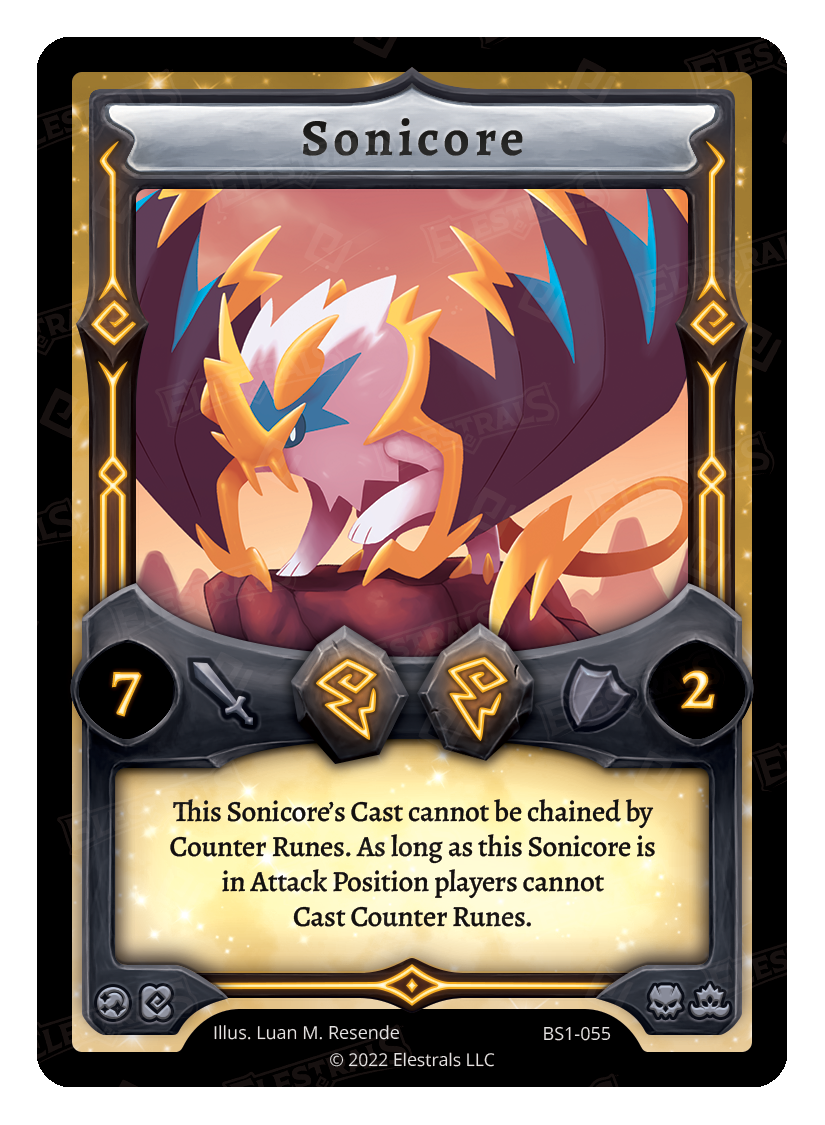 Sonicore
7
2
This Sonicore's Cast cannot be chained by
Counter Runes. As long as this Sonicore is
in Attack Position players cannot
Cast Counter Runes.
Illus. Luan M. Resende
BS1-055
© 2022 Elestrals LLC